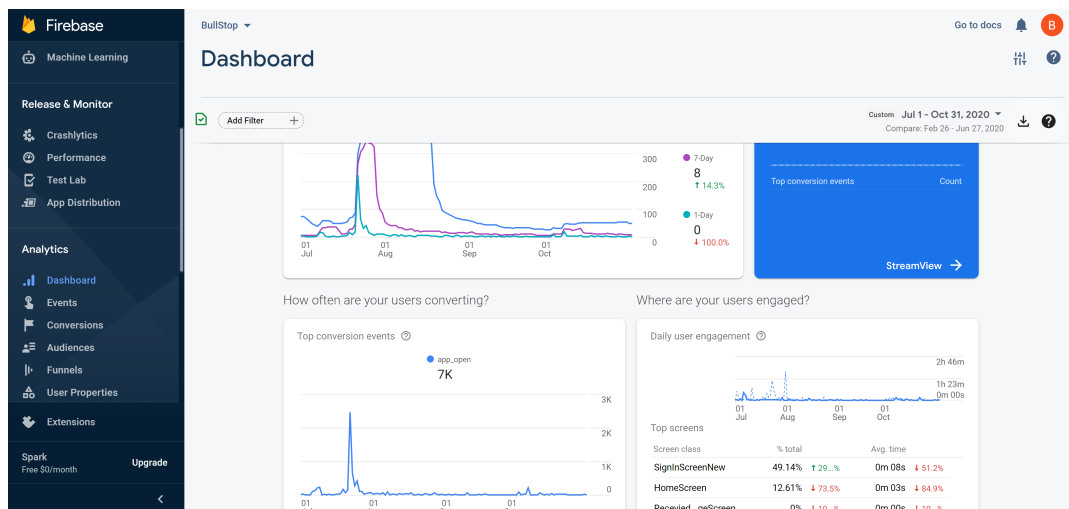 Firebase
Machine Learning
Release & Monitor
Crashlytics
Performance
Test Lab
App Distribution
Analytics
Dashboard
Events
Conversions
Audiences
Funnels
User Properties
Extensions
Spark
Free $0/month
Upgrade
BullStop
Go to docs
B
Dashboard
Add Filter
Custom Jul 1 - Oct 31, 2020
Compare: Feb 26 - Jun 27, 2020
300
200
100
0
01 Jul
01 Aug
01 Sep
01 Oct
7-Day
8
14.3%
1-Day
0
100.0%
Top conversion events Count
StreamView
How often are your users converting?
Top conversion events
app_open
7K
3K
2K
1K
0
01
01
01
01
Where are your users engaged?
Daily user engagement
2h 46m
1h 23m
0m 00s
01 Jul
01 Aug
01 Sep
01 Oct
Top screens
Screen class % total Avg. time
SignInScreenNew 49.14% 29...% 0m 08s 51.2%
HomeScreen 12.61% 73.5% 0m 03s 84.9%
Recevied...geScreen 0% 10...% 0m 00s 10...%